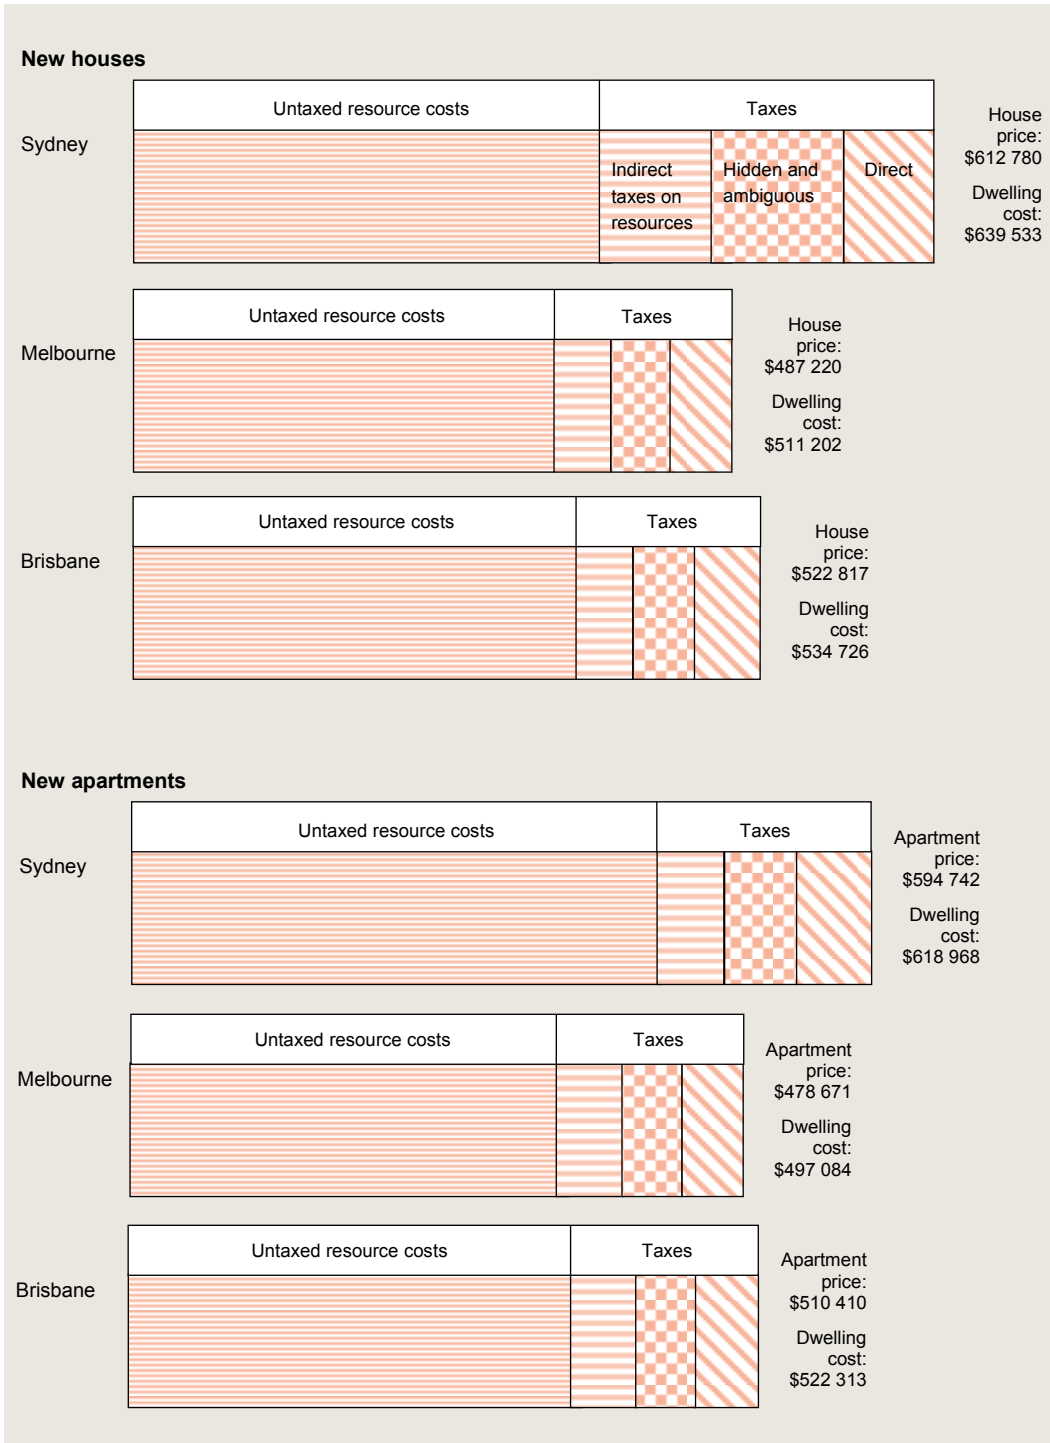 New houses
Untaxed resource costs
Taxes
Sydney
Indirect
taxes on
resources
Hidden and
ambiguous
Direct
House
price:
$612 780
Dwelling
cost:
$639 533
Untaxed resource costs
Taxes
Melbourne
House
price:
$487 220
Dwelling
cost:
$511 202
Untaxed resource costs
Taxes
Brisbane
House
price:
$522 817
Dwelling
cost:
$534 726
New apartments
Untaxed resource costs
Taxes
Sydney
Apartment
price:
$594 742
Dwelling
cost:
$618 968
Untaxed resource costs
Taxes
Melbourne
Apartment
price:
$478 671
Dwelling
cost:
$497 084
Untaxed resource costs
Taxes
Brisbane
Apartment
price:
$510 410
Dwelling
cost:
$522 313